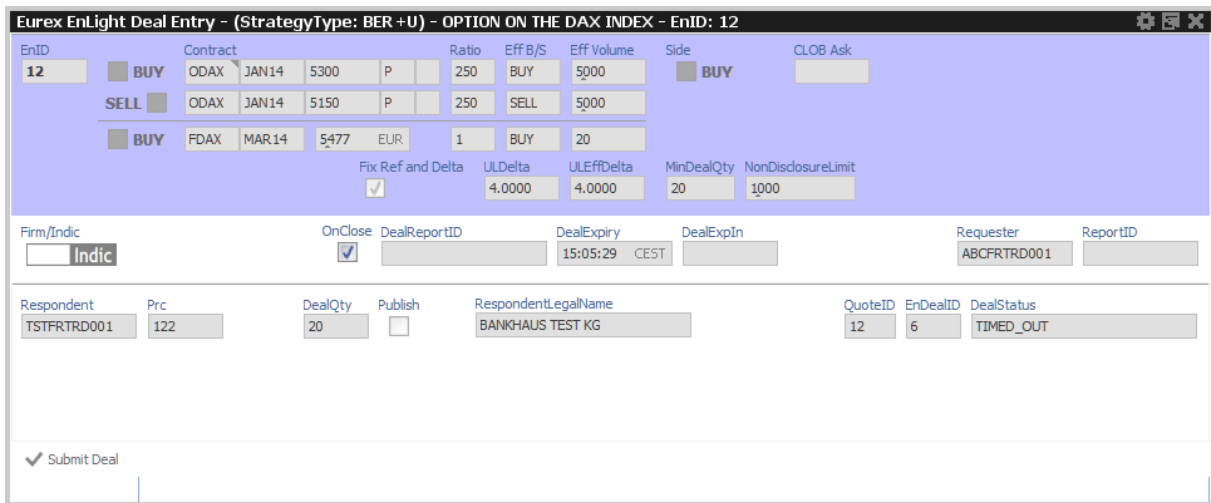 Eurex EnLight Deal Entry - (StrategyType: BER+U) - OPTION ON THE DAX INDEX - EnID: 12
EnID Contract Ratio Eff B/S Eff Volume Side CLOB Ask
12 BUY ODAX JAN14 5300 P 250 BUY 5000 BUY
SELL ODAX JAN14 5150 P 250 SELL 5000
BUY FDAX MAR14 5477 EUR 1 BUY 20
Fix Ref and Delta ULDelta ULEffDelta MinDealQty NonDisclosureLimit
4.0000 4.0000 20 1000
Firm/Indic OnClose DealReportID DealExpiry DealExpIn Requester ReportID
Indic 15:05:29 CEST ABCFRTRD001
Respondent Prc DealQty Publish RespondentLegalName QuoteID EnDealID DealStatus
TSTFRTRD001 122 20 BANKHAUS TEST KG 12 6 TIMED_OUT
Submit Deal